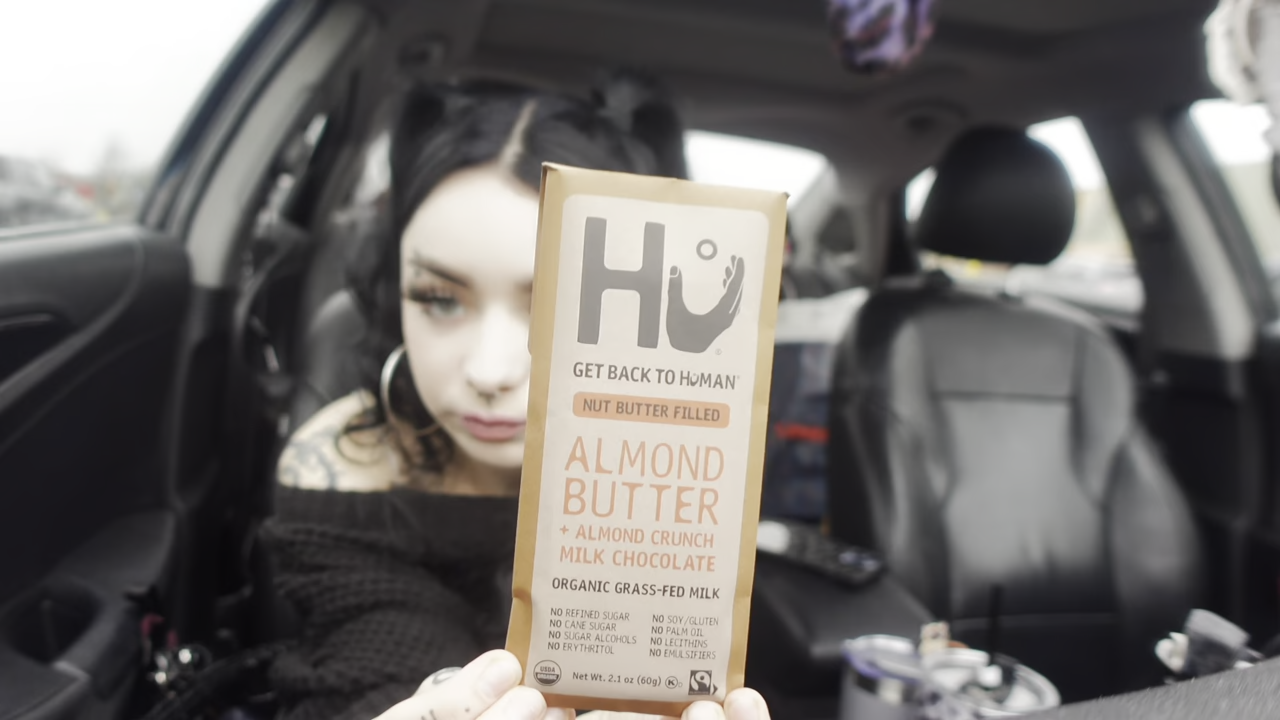 HU
GET BACK TO HUMAN
NUT BUTTER FILLED
ALMOND
BUTTER
+ ALMOND CRUNCH
MILK CHOCOLATE
ORGANIC GRASS-FED MILK
NO REFINED SUGAR
NO CANE SUGAR
NO SUGAR ALCOHOLS
NO ERYTHRITOL
NO SOY/GLUTEN
NO PALM OIL
NO LECITHINS
NO EMULSIFIERS
USDA
ORGANIC
Net Wt. 2.1 oz (60g)
K